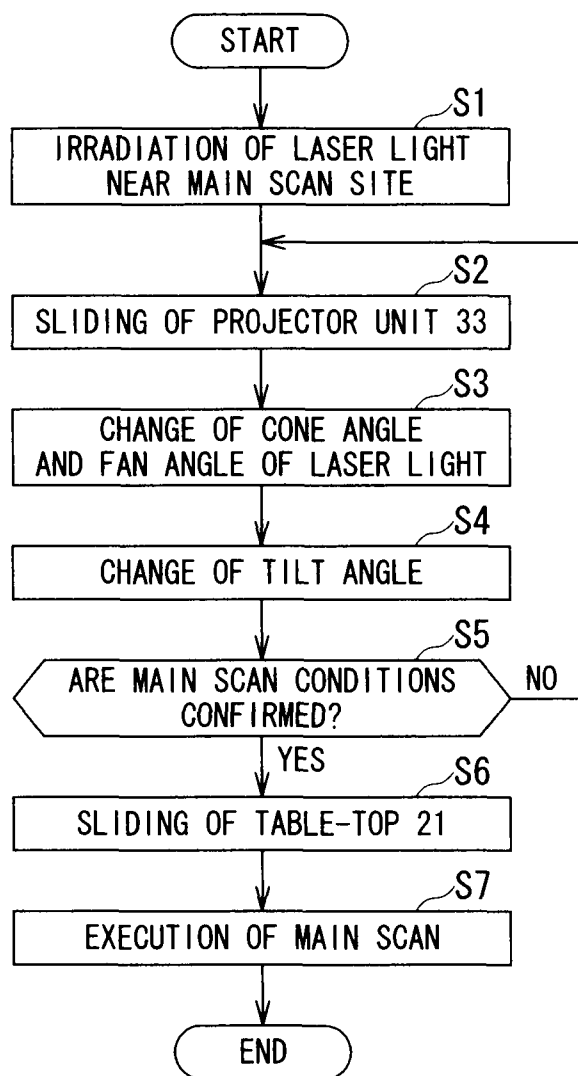 START
S1
IRRADIATION OF LASER LIGHT
NEAR MAIN SCAN SITE
S2
SLIDING OF PROJECTOR UNIT 33
S3
CHANGE OF CONE ANGLE
AND FAN ANGLE OF LASER LIGHT
S4
CHANGE OF TILT ANGLE
S5
ARE MAIN SCAN CONDITIONS
CONFIRMED?
NO
YES
S6
SLIDING OF TABLE-TOP 21
S7
EXECUTION OF MAIN SCAN
END